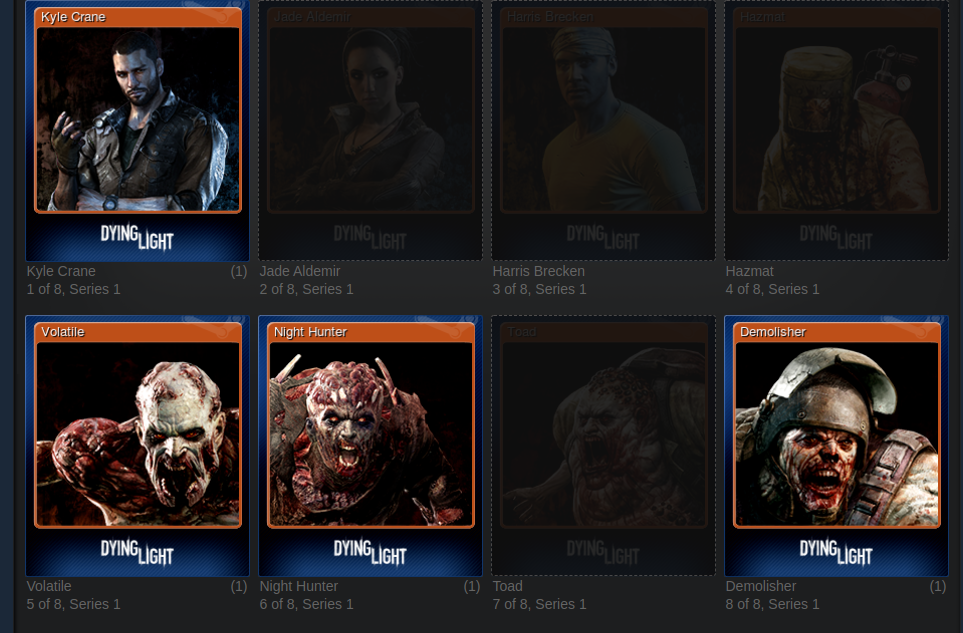 Kyle Crane
Jade Aldemir
Harris Brecken
Hazmat
DYING LIGHT
DYING LIGHT
DYING LIGHT
DYING LIGHT
Kyle Crane (1)
Jade Aldemir
Harris Brecken
Hazmat
1 of 8, Series 1
2 of 8, Series 1
3 of 8, Series 1
4 of 8, Series 1
Volatile
Night Hunter
Toad
Demolisher
DYING LIGHT
DYING LIGHT
DYING LIGHT
DYING LIGHT
Volatile (1)
Night Hunter (1)
Toad
Demolisher (1)
5 of 8, Series 1
6 of 8, Series 1
7 of 8, Series 1
8 of 8, Series 1